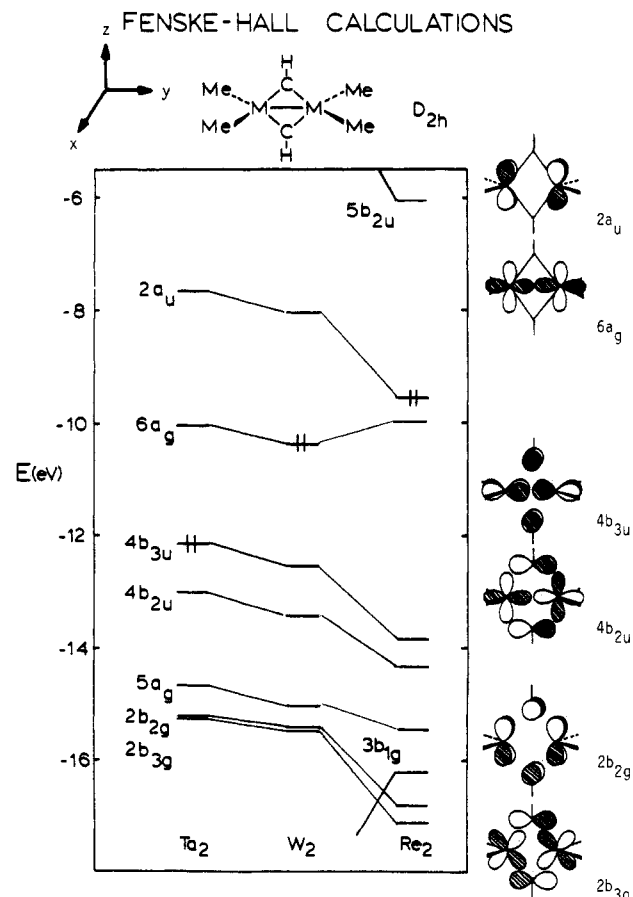 FENSKE-HALL CALCULATIONS
z
y
x
H
C
Me Me
M M
Me Me
C
H
D2h
-6
5b2u
2au
-8
6ag
-10
E(eV)
4b3u
-12
4b2u
-14
5ag
2b2g
2b3g
3b1g
-16
Ta2 W2 Re2
2au
6ag
4b3u
4b2u
2b2g
2b3g